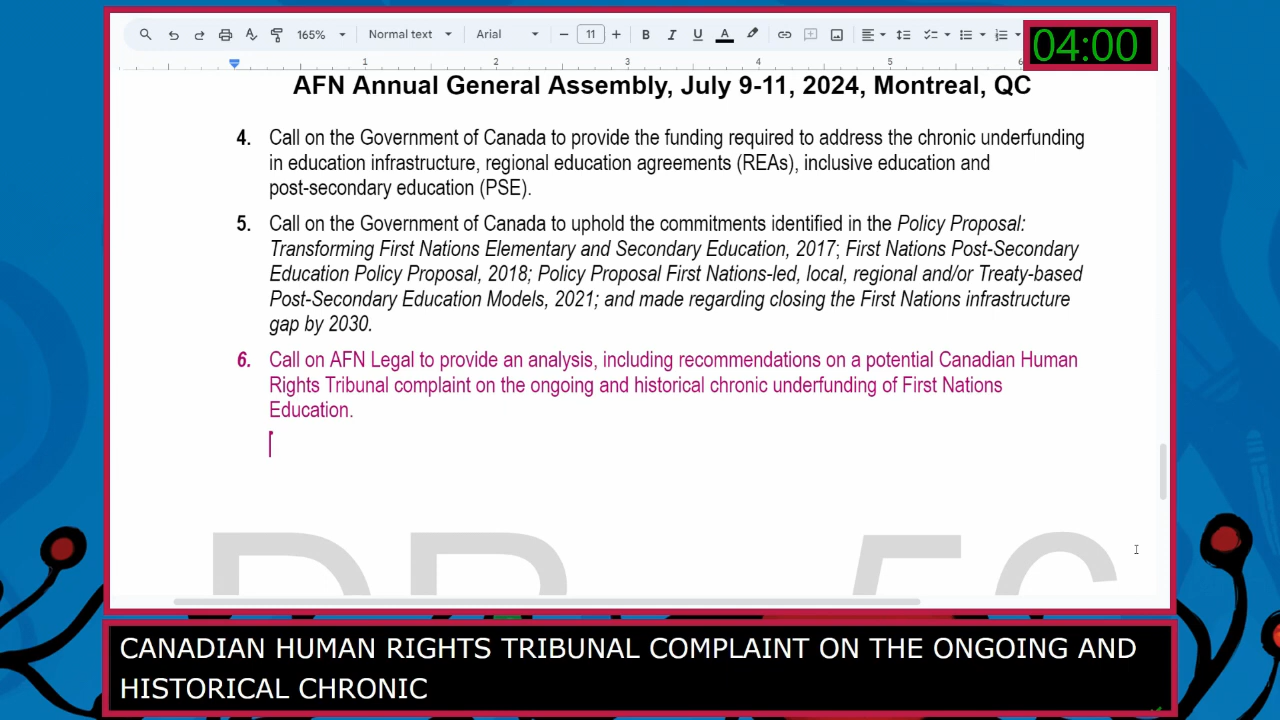 165%
Normal text
Arial
11
B I U A
04:00
1 2 3 4 5 6
AFN Annual General Assembly, July 9-11, 2024, Montreal, QC
4. Call on the Government of Canada to provide the funding required to address the chronic underfunding
in education infrastructure, regional education agreements (REAs), inclusive education and
post-secondary education (PSE).
5. Call on the Government of Canada to uphold the commitments identified in the Policy Proposal:
Transforming First Nations Elementary and Secondary Education, 2017; First Nations Post-Secondary
Education Policy Proposal, 2018; Policy Proposal First Nations-led, local, regional and/or Treaty-based
Post-Secondary Education Models, 2021; and made regarding closing the First Nations infrastructure
gap by 2030.
6. Call on AFN Legal to provide an analysis, including recommendations on a potential Canadian Human
Rights Tribunal complaint on the ongoing and historical chronic underfunding of First Nations
Education.
CANADIAN HUMAN RIGHTS TRIBUNAL COMPLAINT ON THE ONGOING AND
HISTORICAL CHRONIC